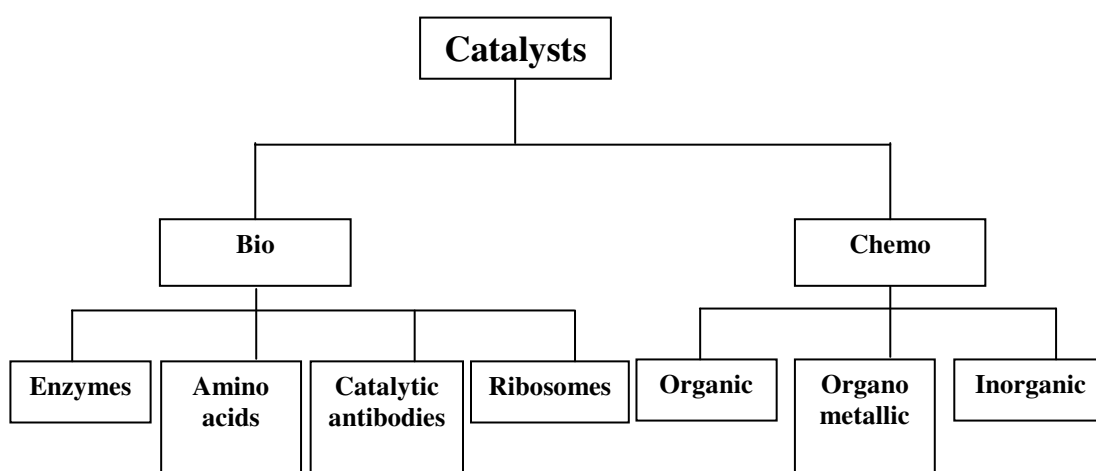 Catalysts
Bio
Chemo
Enzymes
Amino
acids
Catalytic
antibodies
Ribosomes
Organic
Organo
metallic
Inorganic